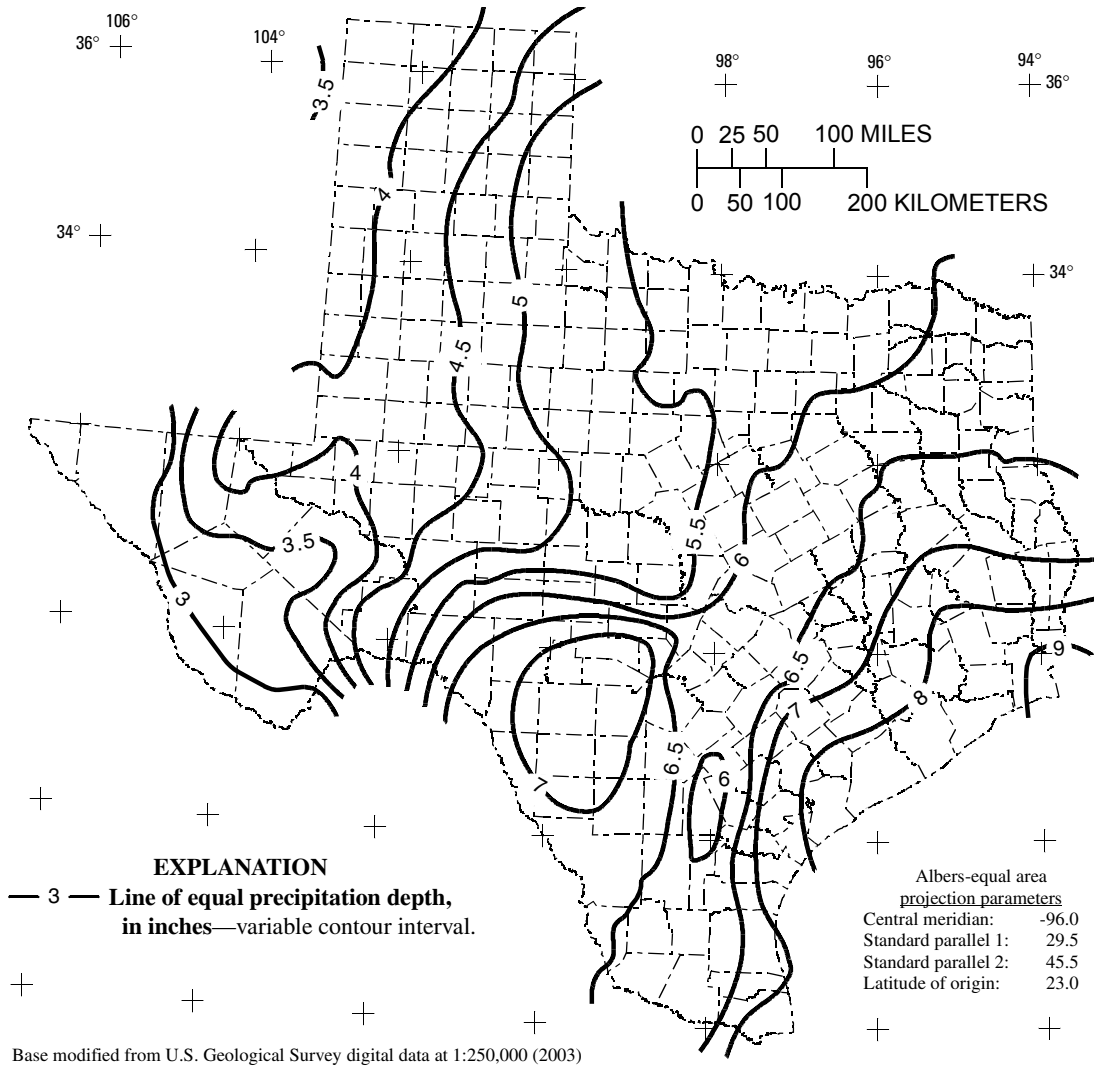 106°
36°
104°
98°
96°
94°
36°
3.5
0 25 50 100 MILES
0 50 100 200 KILOMETERS
4
34°
34°
5
4.5
4
3.5
5.5
6
3
9
6.5
7
8
6.5
6
7
EXPLANATION
3 Line of equal precipitation depth,
in inches—variable contour interval.
Albers-equal area
projection parameters
Central meridian: -96.0
Standard parallel 1: 29.5
Standard parallel 2: 45.5
Latitude of origin: 23.0
Base modified from U.S. Geological Survey digital data at 1:250,000 (2003)